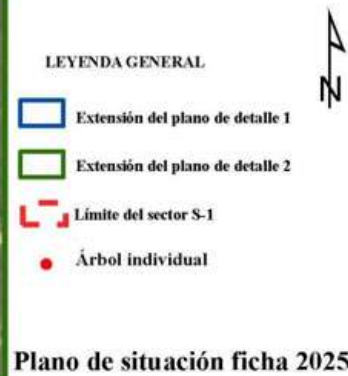 N
LEYENDA GENERAL
Extensión del plano de detalle 1
Extensión del plano de detalle 2
Límite del sector S-1
Árbol individual
Plano de situación ficha 2025